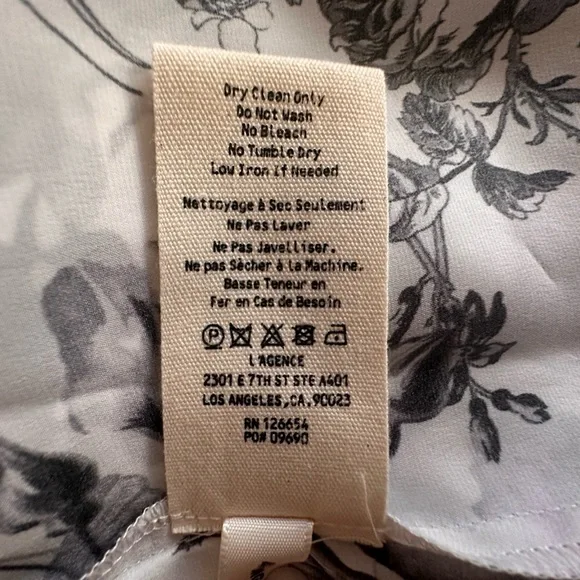 Dry Clean Only
Do Not Wash
No Bleach
No Tumble Dry
Low Iron If Needed
Nettoyage à Sec Seulement
Ne Pas Laver
Ne Pas Javelliser.
Ne pas Sècher à La Machine.
Basse Teneur en
Fer en Cas de Besoin
P
L'AGENCE
2301 E 7TH ST STE A401
LOS ANGELES,CA.90023
RN 126654
PO# 09690